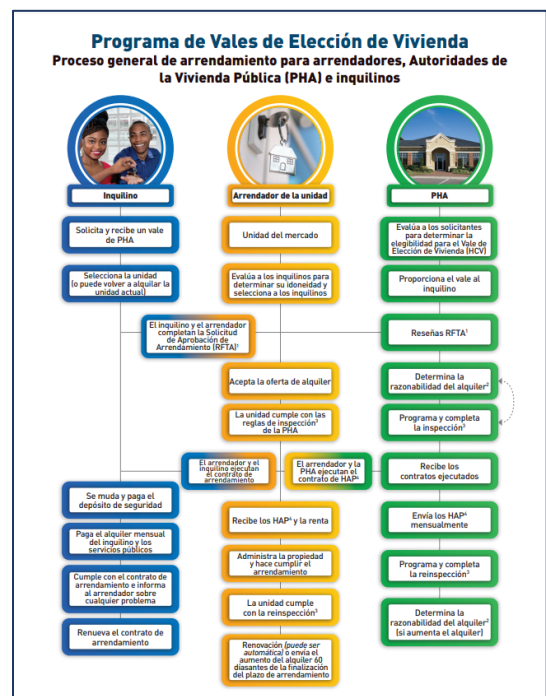 Programa de Vales de Elección de Vivienda
Proceso general de arrendamiento para arrendadores, Autoridades de
la Vivienda Pública (PHA) e inquilinos
Inquilino
Solicita y recibe un vale
de PHA
Selecciona la unidad
(o puede volver a alquilar la
unidad actual)
Arrendador de la unidad
Unidad del mercado
Evalúa a los inquilinos para
determinar su idoneidad y
selecciona a los inquilinos
PHA
Evalúa a los solicitantes
para determinar la
elegibilidad para el Vale de
Elección de Vivienda (HCV)
Proporciona el vale al
inquilino
El inquilino y el arrendador
completan la Solicitud
de Aprobación de
Arrendamiento (RFTA)¹
Reseñas RFTA¹
Acepta la oferta de alquiler
Determina la
razonabilidad del alquiler²
La unidad cumple con las
reglas de inspección³
de la PHA
Programa y completa
la inspección³
El arrendador y el
inquilino ejecutan el
contrato de
arrendamiento
El arrendador y la
PHA ejecutan el
contrato de HAP⁴
Recibe los
contratos ejecutados
Se muda y paga el
depósito de seguridad
Paga el alquiler mensual
del inquilino y los
servicios públicos
Cumple con el contrato de
arrendamiento e informa
al arrendador sobre
cualquier problema
Renueva el contrato de
arrendamiento
Recibe los HAP⁴ y la renta
Administra la propiedad
y hace cumplir el
arrendamiento
La unidad cumple
con la reinspección³
Renovación (puede ser
automática) o envía el
aumento del alquiler 60
diasantes de la finalización
del plazo de arrendamiento
Envía los HAP⁴
mensualmente
Programa y completa
la reinspección³
Determina la
razonabilidad del alquiler²
(si aumenta el alquiler)